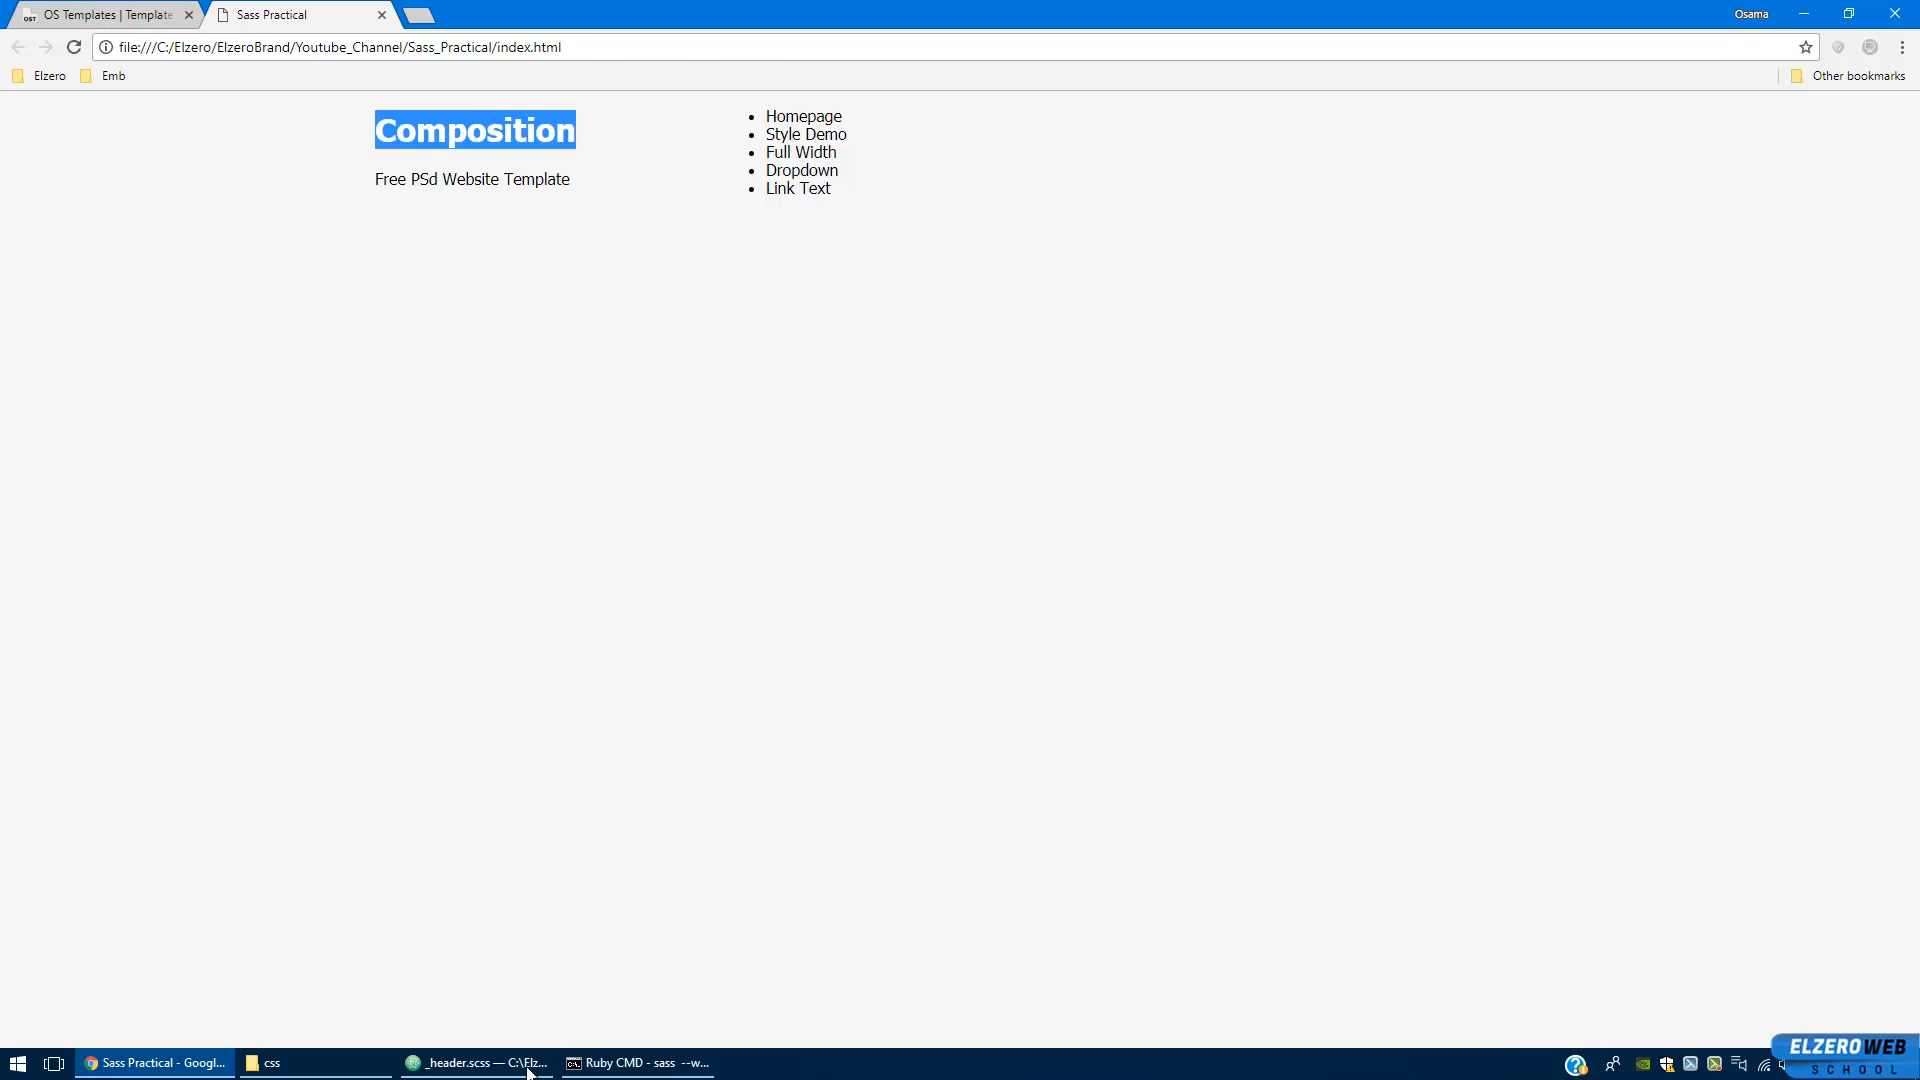 OS Templates | Template
Sass Practical
Osama
file:///C:/Elzero/ElzeroBrand/Youtube_Channel/Sass_Practical/index.html
Elzero
Emb
Other bookmarks
Composition
Free PSd Website Template
Homepage
Style Demo
Full Width
Dropdown
Link Text
Sass Practical - Googl...
css
_header.scss — C:\Elz...
Ruby CMD - sass --w...
ELZEROWEB
SCHOOL